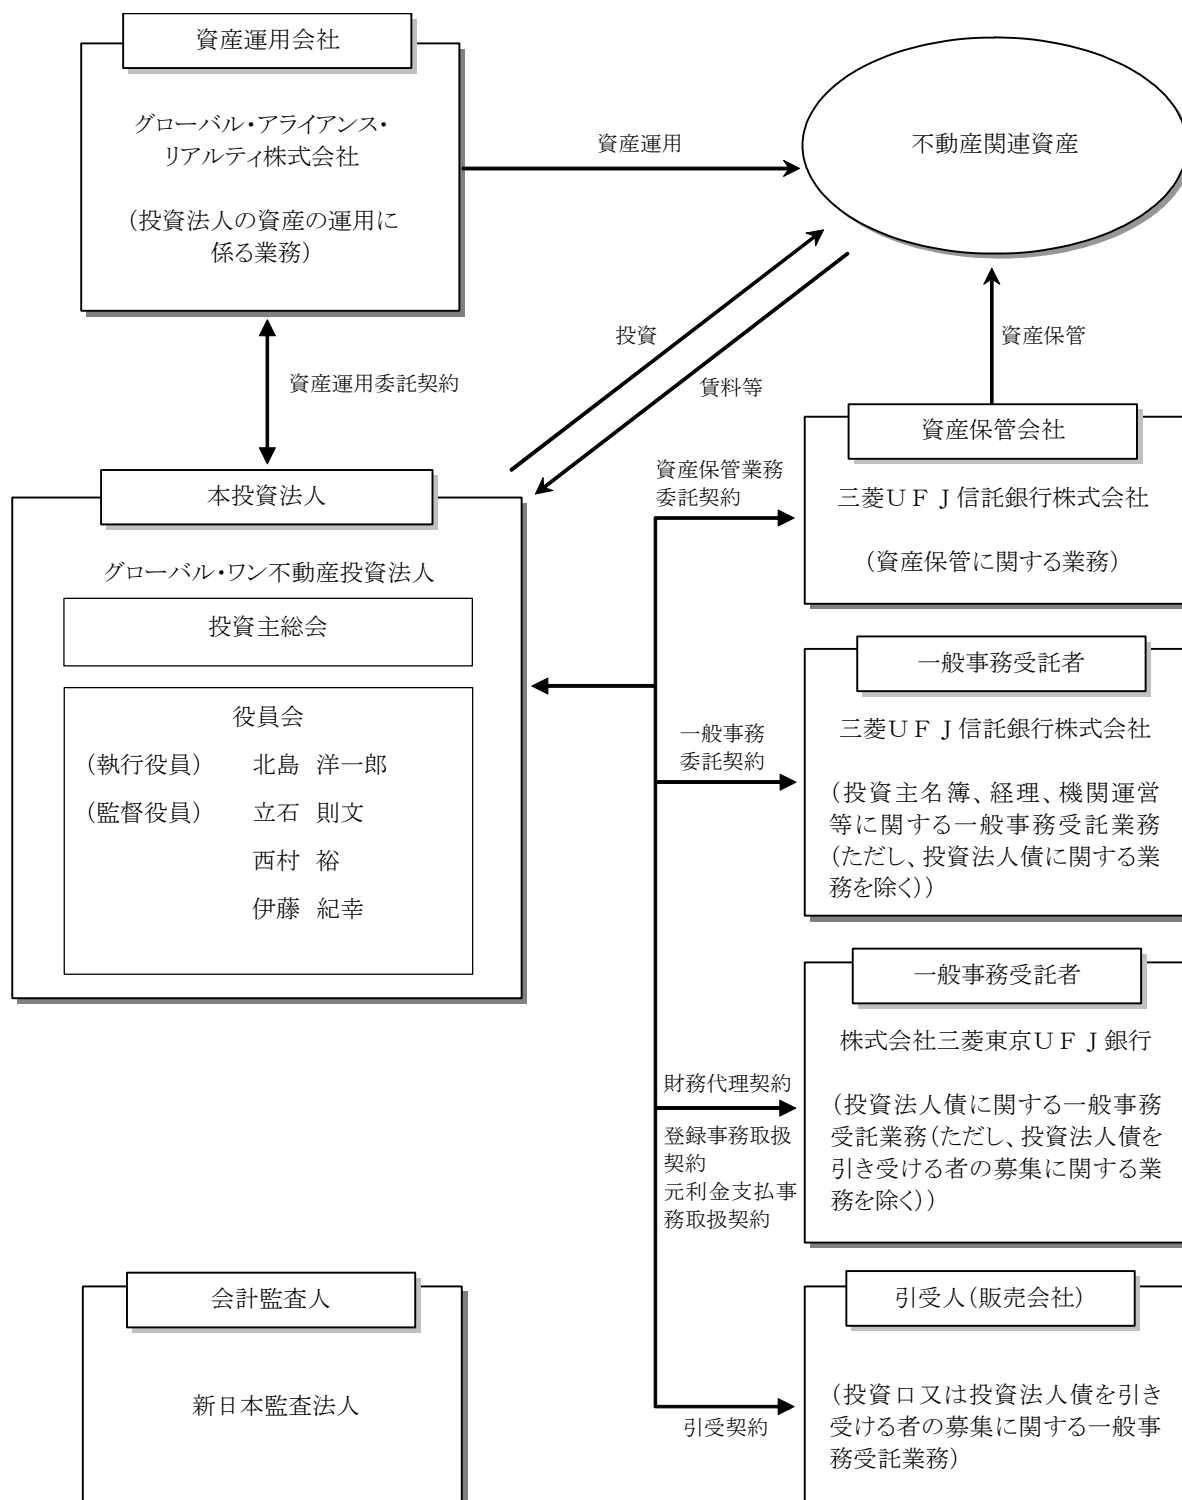 資産運用会社
グローバル・アライアンス・
リアルティ株式会社
（投資法人の資産の運用に
係る業務）
資産運用
不動産関連資産
投資
賃料等
資産保管
資産運用委託契約
本投資法人
グローバル・ワン不動産投資法人
投資主総会
役員会
（執行役員） 北島 洋一郎
（監督役員） 立石 則文
西村 裕
伊藤 紀幸
資産保管業務
委託契約
資産保管会社
三菱ＵＦＪ信託銀行株式会社
（資産保管に関する業務）
一般事務
委託契約
一般事務受託者
三菱ＵＦＪ信託銀行株式会社
（投資主名簿、経理、機関運営
等に関する一般事務受託業務
（ただし、投資法人債に関する業
務を除く））
財務代理契約
登録事務取扱
契約
元利金支払事
務取扱契約
一般事務受託者
株式会社三菱東京ＵＦＪ銀行
（投資法人債に関する一般事務
受託業務（ただし、投資法人債を
引き受ける者の募集に関する業
務を除く））
会計監査人
新日本監査法人
引受契約
引受人（販売会社）
（投資口又は投資法人債を引き
受ける者の募集に関する一般事
務受託業務）